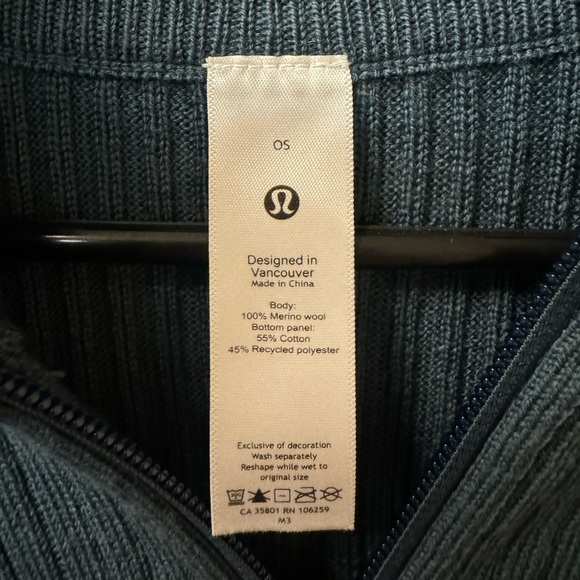 OS
Designed in
Vancouver
Made in China
Body:
100% Merino wool
Bottom panel:
55% Cotton
45% Recycled polyester
Exclusive of decoration
Wash separately
Reshape while wet to
original size
CA 35801 RN 106259
M3